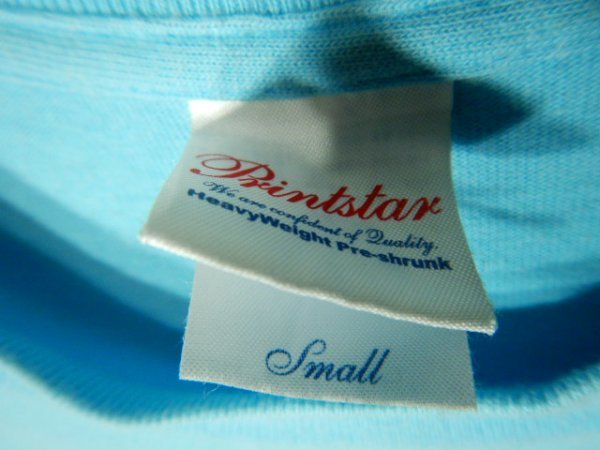 Printstar
We are confident of Quality.
HeavyWeight Pre-shrunk
Small